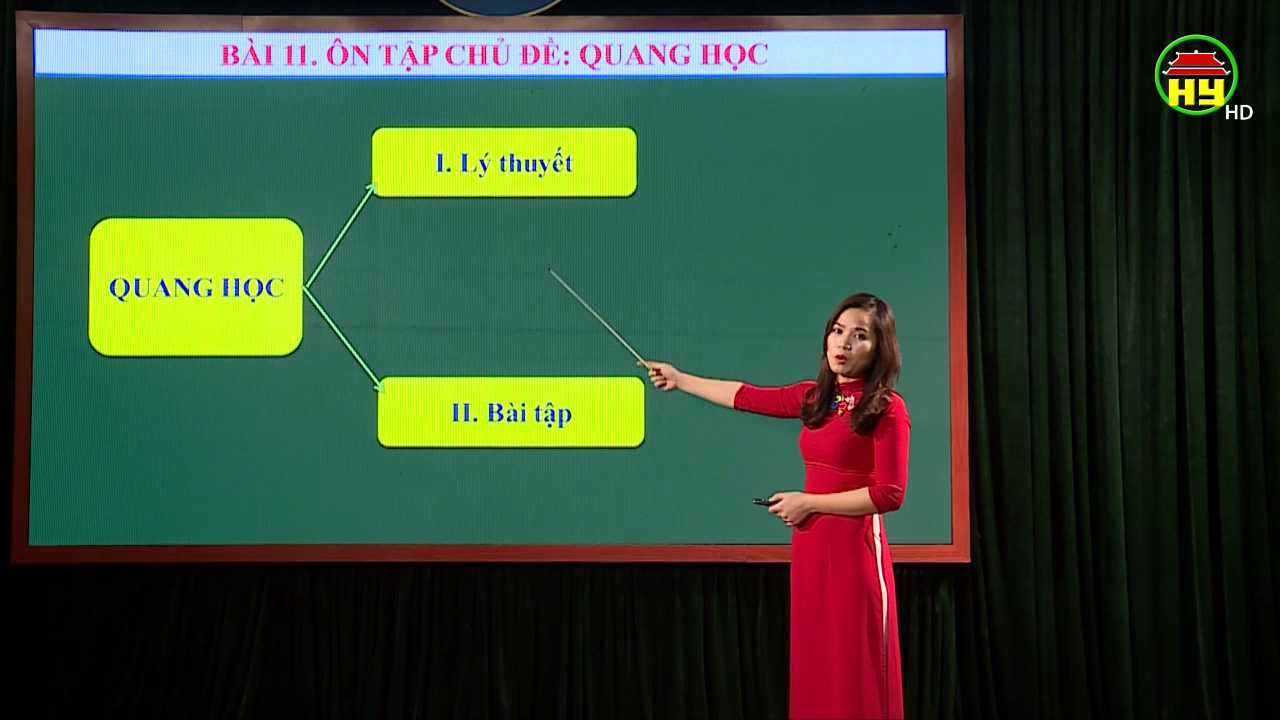 BÀI 11. ÔN TẬP CHỦ ĐỀ: QUANG HỌC
I. Lý thuyết
QUANG HỌC
II. Bài tập
HY
HD